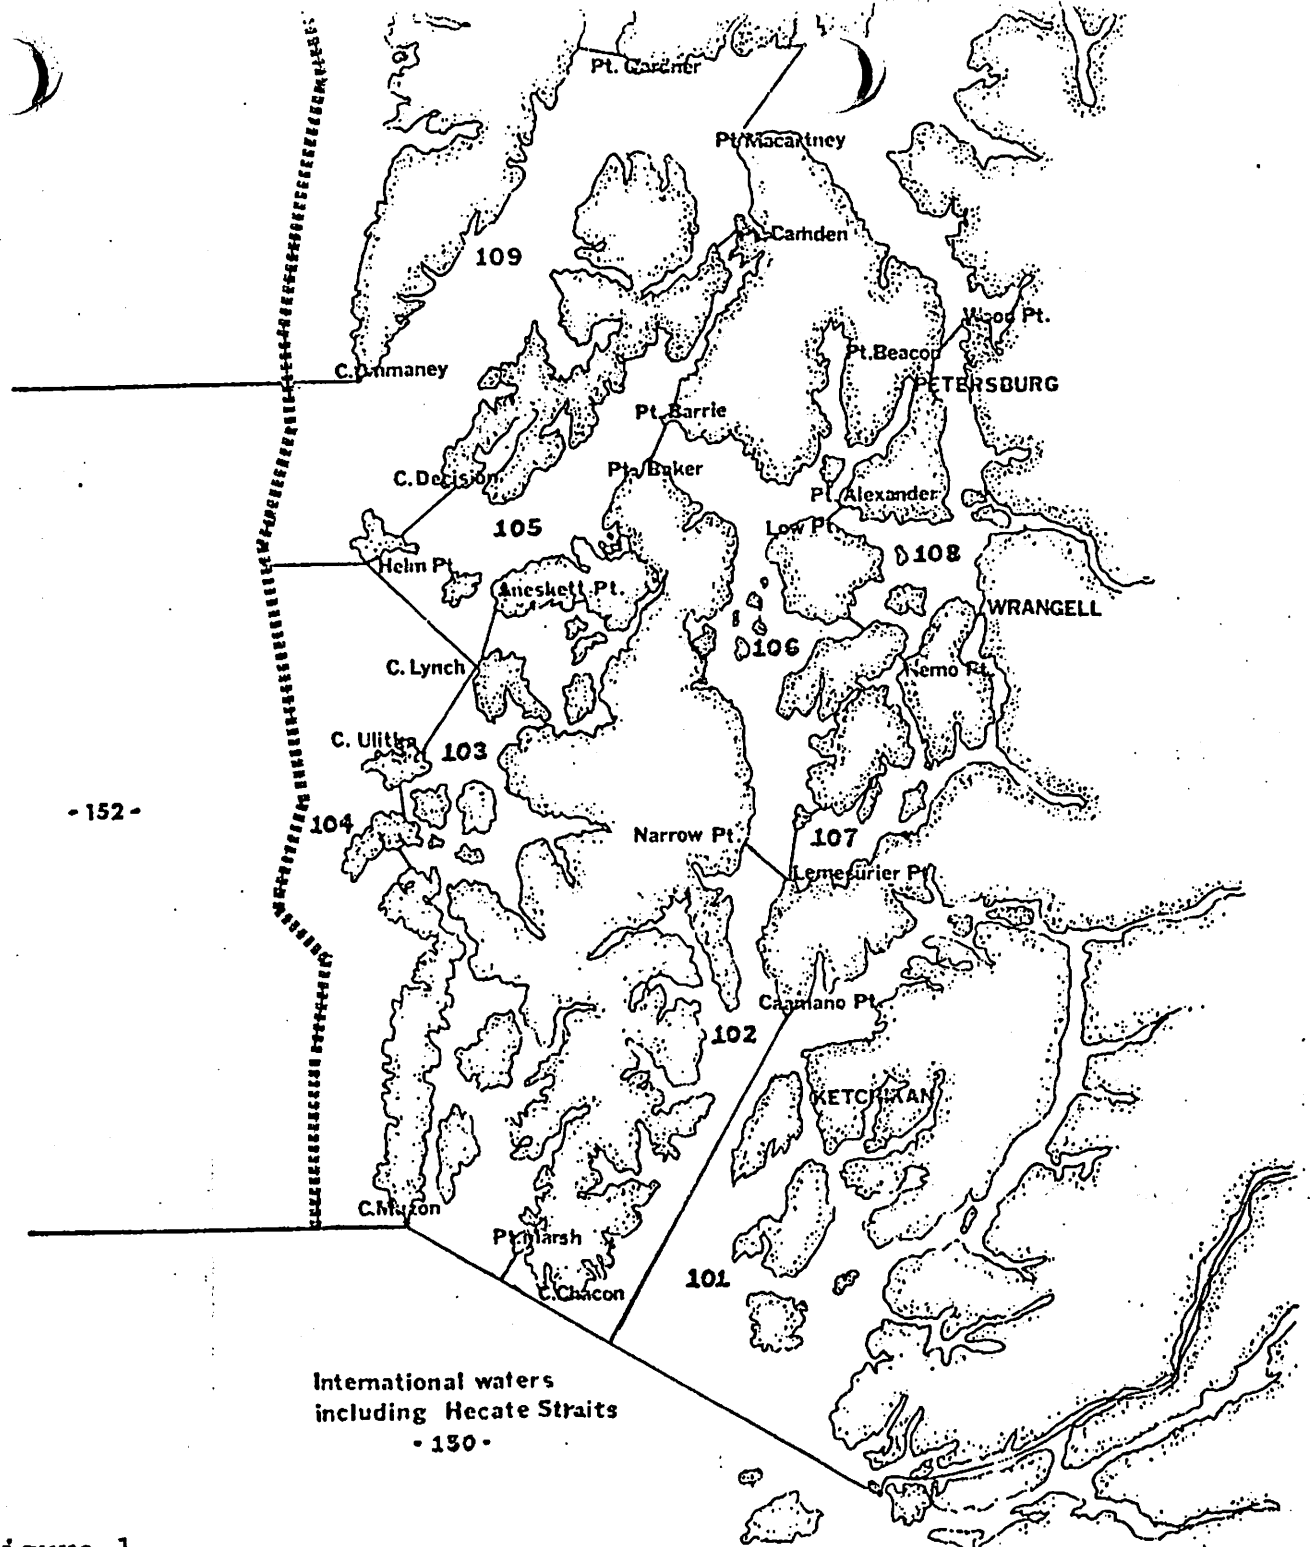 Pt. Gardner
Pt. Macartney
Camden
109
Wood Pt.
Pt. Beacon
C. Ommaney
PETERSBURG
Pt. Barrie
Pt. Baker
C. Decision
Pt. Alexander
105
Low Pt.
108
Helm Pt.
Aneskett Pt.
WRANGELL
106
C. Lynch
Nemo Pt.
C. Ulitka
103
- 152 -
104
Narrow Pt.
107
Lemesurier Pt.
Caamano Pt.
102
KETCHIKAN
C. Muzon
Pt. Marsh
101
C. Chacon
International waters
including Hecate Straits
- 150 -
igure 1